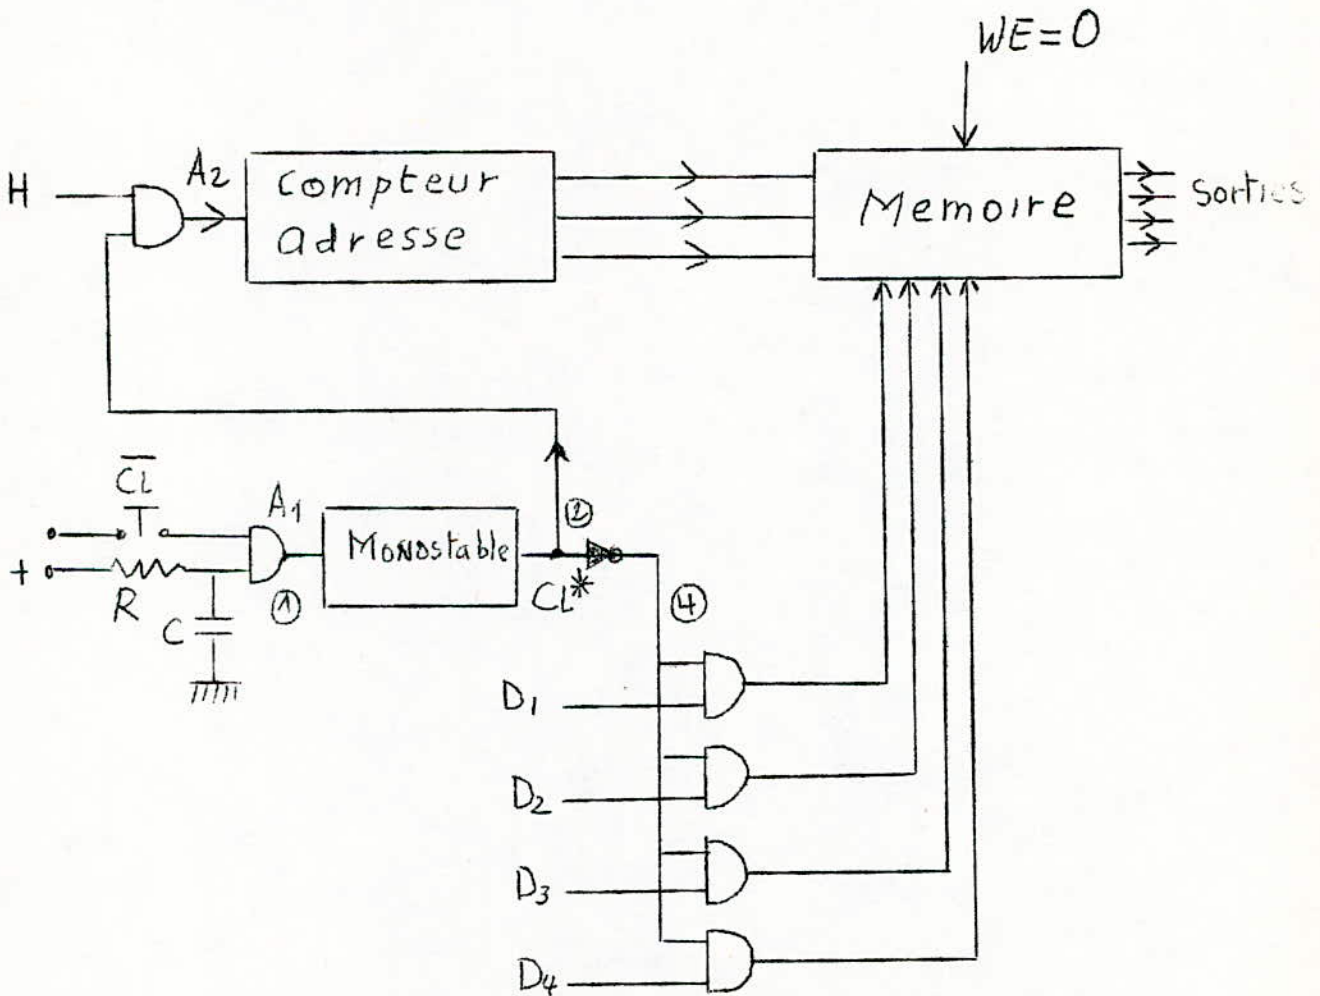 WE=0
H
A2
Compteur
adresse
Memoire
Sorties
CL
A1
+
R
C
①
Monostable
②
CL*
④
D1
D2
D3
D4